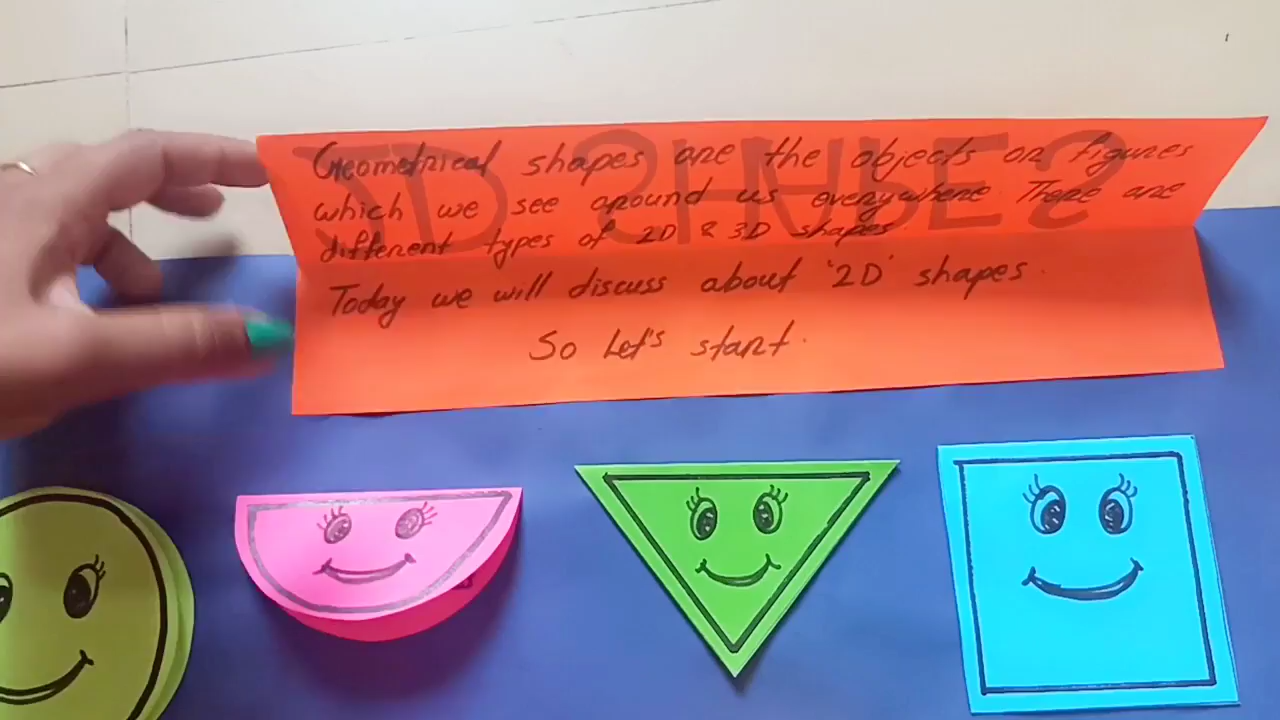 Geometrical shapes are the objects or figures
which we see around us everywhere There are
different types of 2D & 3D shapes.
Today we will discuss about '2D' shapes.
So Let's start.